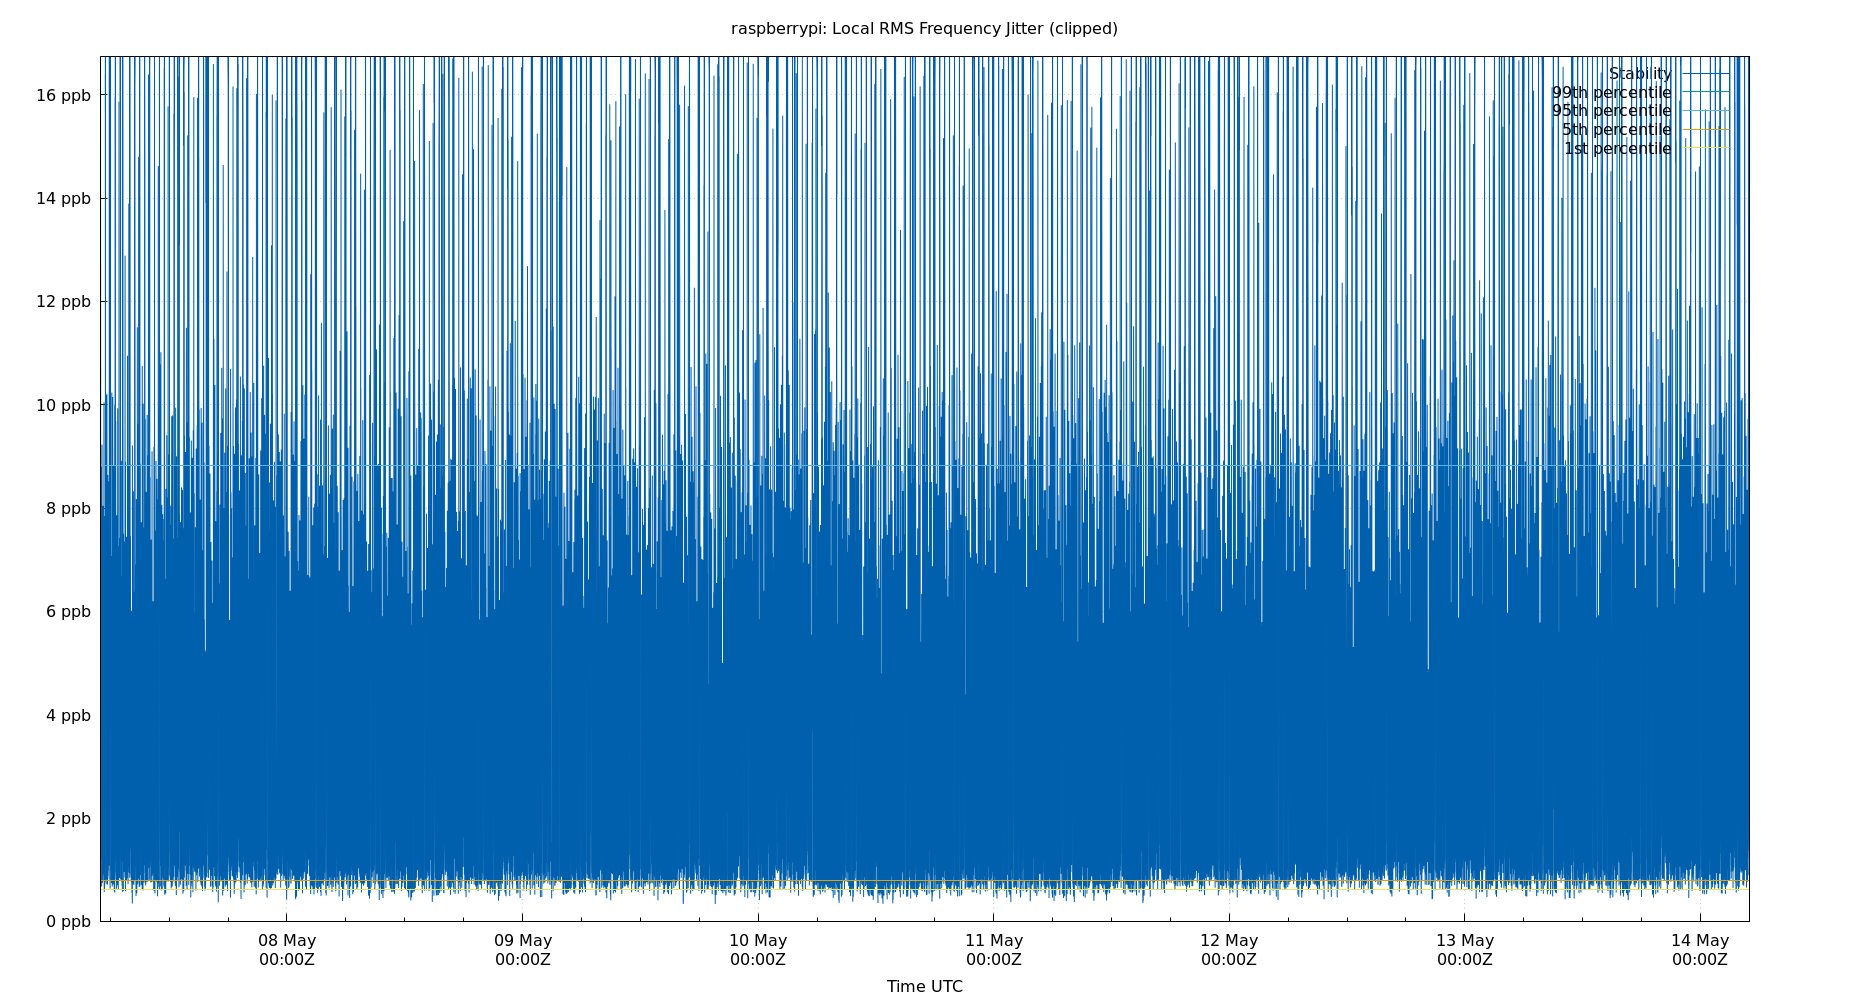 raspberrypi: Local RMS Frequency Jitter (clipped)
16 ppb
14 ppb
12 ppb
10 ppb
8 ppb
6 ppb
4 ppb
2 ppb
0 ppb
Stability
99th percentile
95th percentile
5th percentile
1st percentile
08 May 09 May 10 May 11 May 12 May 13 May 14 May
00:00Z 00:00Z 00:00Z 00:00Z 00:00Z 00:00Z 00:00Z
Time UTC